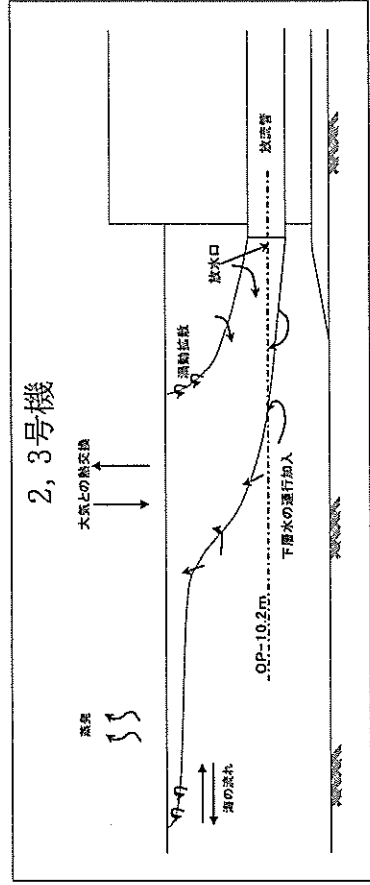 2,3号機
大気との熱交換
蒸発
渦動拡散
放水口
放流管
海の流れ
OP-10.2m
下層水の連行加入